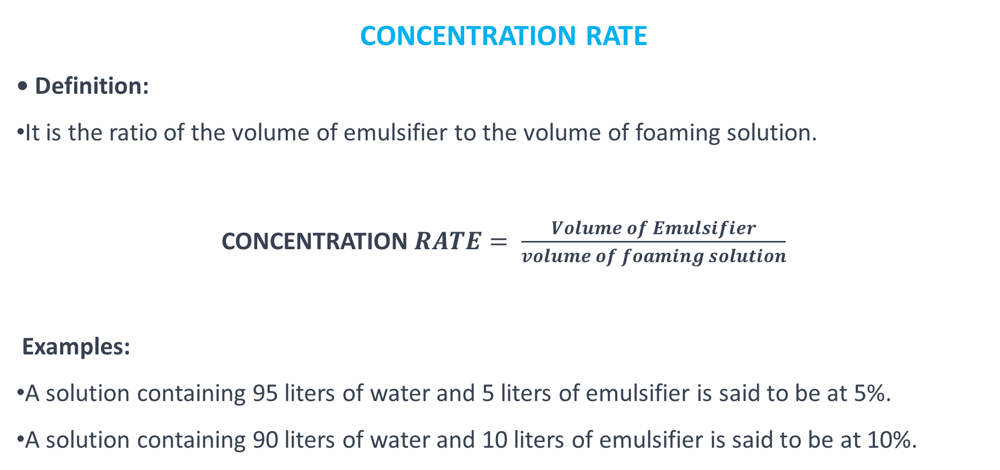 CONCENTRATION RATE
• Definition:
•It is the ratio of the volume of emulsifier to the volume of foaming solution.
CONCENTRATION RATE = Volume of Emulsifier / volume of foaming solution
Examples:
•A solution containing 95 liters of water and 5 liters of emulsifier is said to be at 5%.
•A solution containing 90 liters of water and 10 liters of emulsifier is said to be at 10%.